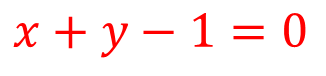 x + y − 1 = 0